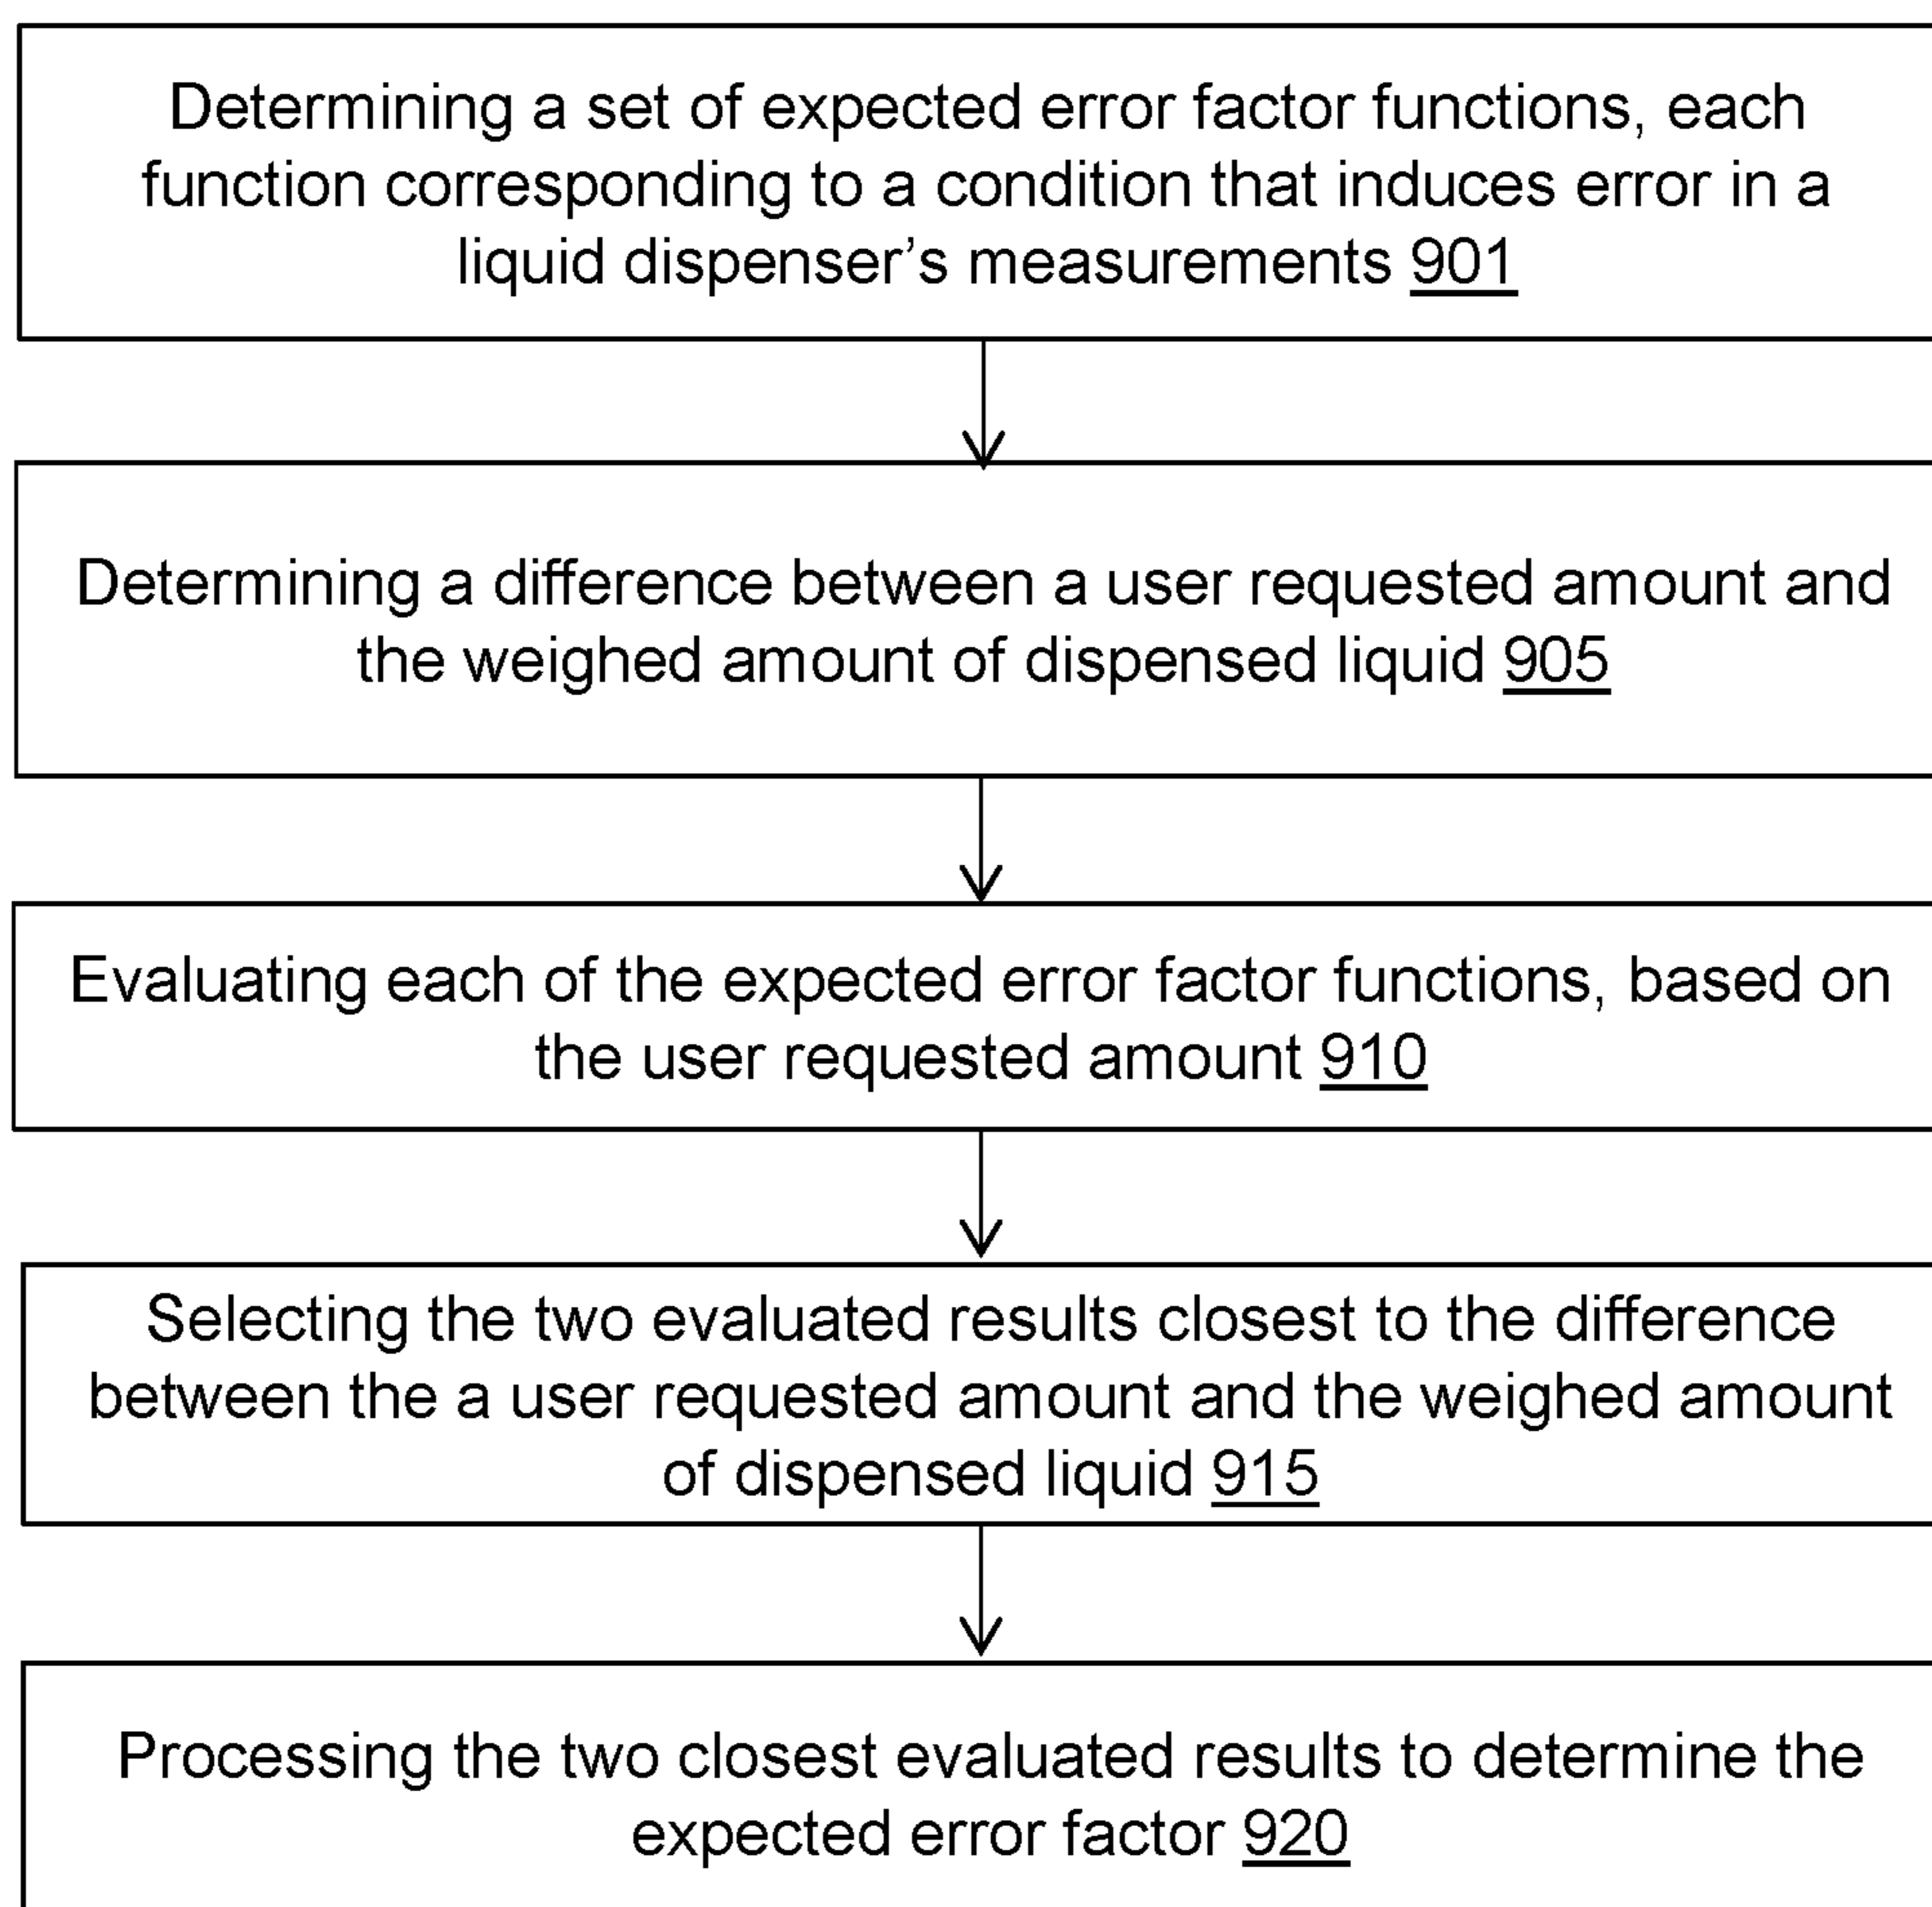 Determining a set of expected error factor functions, each
function corresponding to a condition that induces error in a
liquid dispenser’s measurements 901
Determining a difference between a user requested amount and
the weighed amount of dispensed liquid 905
Evaluating each of the expected error factor functions, based on
the user requested amount 910
Selecting the two evaluated results closest to the difference
between the a user requested amount and the weighed amount
of dispensed liquid 915
Processing the two closest evaluated results to determine the
expected error factor 920